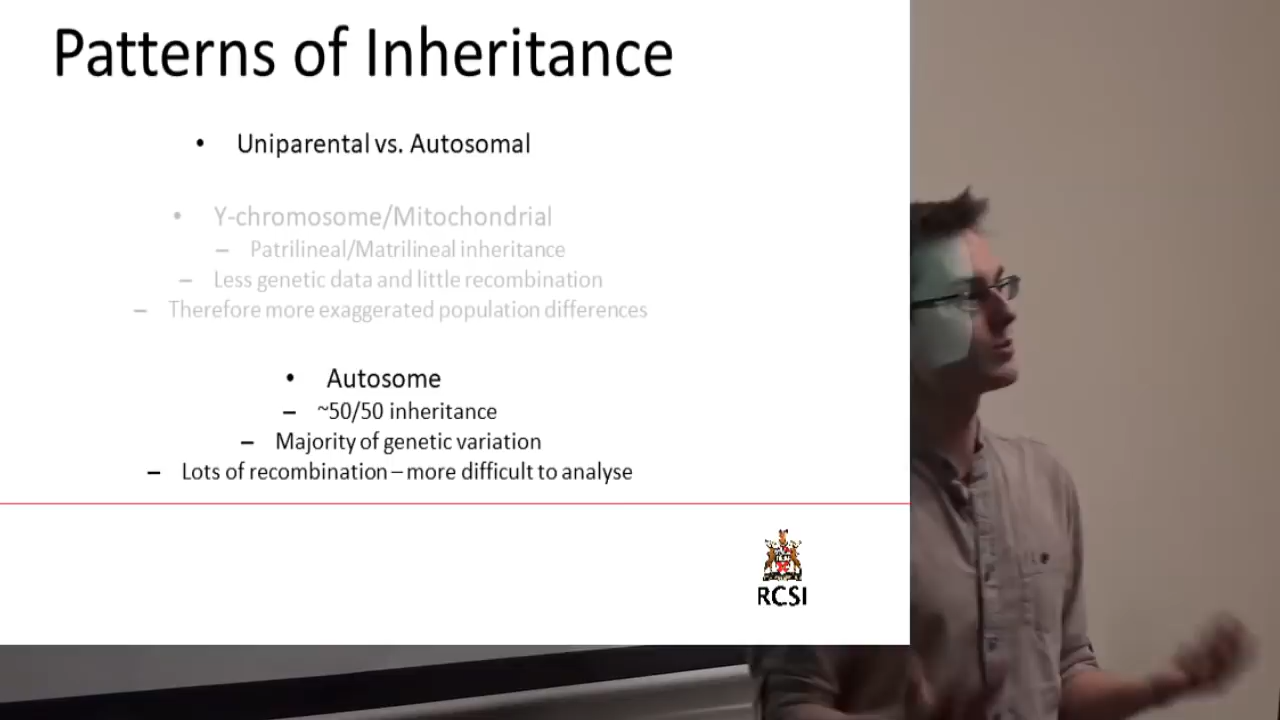 Patterns of Inheritance
• Uniparental vs. Autosomal
• Y-chromosome/Mitochondrial
– Patrilineal/Matrilineal inheritance
– Less genetic data and little recombination
– Therefore more exaggerated population differences
• Autosome
– ~50/50 inheritance
– Majority of genetic variation
– Lots of recombination – more difficult to analyse
RCSI